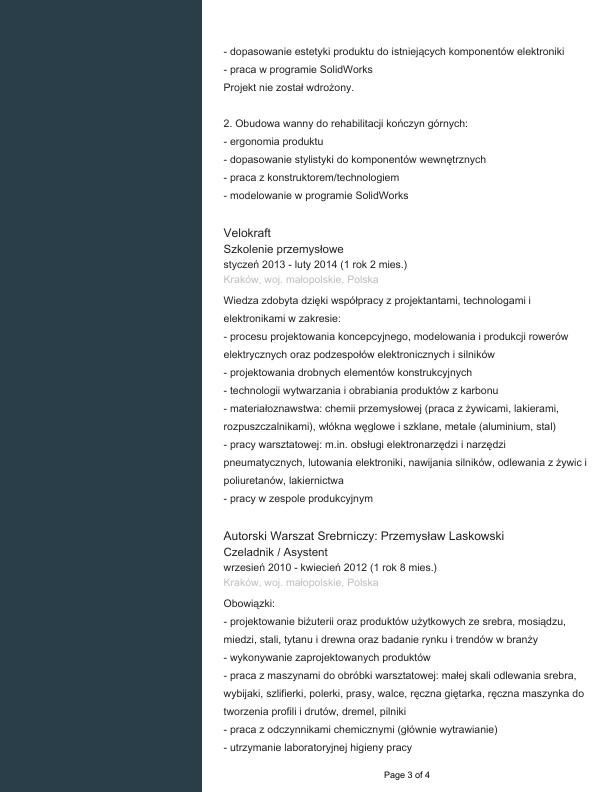 - dopasowanie estetyki produktu do istniejących komponentów elektroniki
- praca w programie SolidWorks
Projekt nie został wdrożony.
2. Obudowa wanny do rehabilitacji kończyn górnych:
- ergonomia produktu
- dopasowanie stylistyki do komponentów wewnętrznych
- praca z konstruktorem/technologiem
- modelowanie w programie SolidWorks
Velokraft
Szkolenie przemysłowe
styczeń 2013 - luty 2014 (1 rok 2 mies.)
Kraków, woj. małopolskie, Polska
Wiedza zdobyta dzięki współpracy z projektantami, technologami i
elektronikami w zakresie:
- procesu projektowania koncepcyjnego, modelowania i produkcji rowerów
elektrycznych oraz podzespołów elektronicznych i silników
- projektowania drobnych elementów konstrukcyjnych
- technologii wytwarzania i obrabiania produktów z karbonu
- materiałoznawstwa: chemii przemysłowej (praca z żywicami, lakierami,
rozpuszczalnikami), włókna węglowe i szklane, metale (aluminium, stal)
- pracy warsztatowej: m.in. obsługi elektronarzędzi i narzędzi
pneumatycznych, lutowania elektroniki, nawijania silników, odlewania z żywic i
poliuretanów, lakiernictwa
- pracy w zespole produkcyjnym
Autorski Warszat Srebrniczy: Przemysław Laskowski
Czeladnik / Asystent
wrzesień 2010 - kwiecień 2012 (1 rok 8 mies.)
Kraków, woj. małopolskie, Polska
Obowiązki:
- projektowanie biżuterii oraz produktów użytkowych ze srebra, mosiądzu,
miedzi, stali, tytanu i drewna oraz badanie rynku i trendów w branży
- wykonywanie zaprojektowanych produktów
- praca z maszynami do obróbki warsztatowej: małej skali odlewania srebra,
wybijaki, szlifierki, polerki, prasy, walce, ręczna giętarka, ręczna maszynka do
tworzenia profili i drutów, dremel, pilniki
- praca z odczynnikami chemicznymi (głównie wytrawianie)
- utrzymanie laboratoryjnej higieny pracy
Page 3 of 4